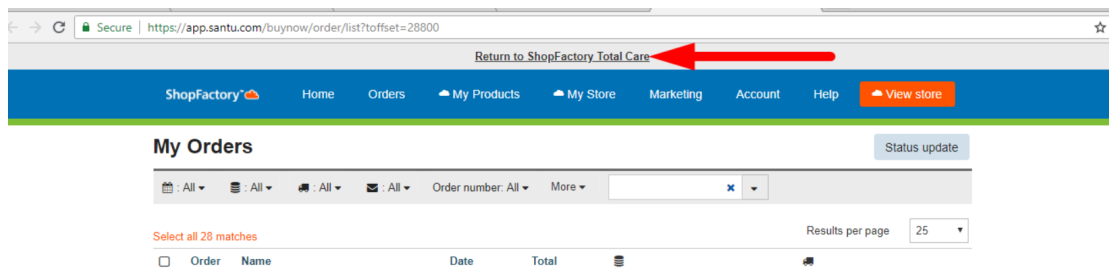 Secure | https://app.santu.com/buynow/order/list?toffset=28800
Return to ShopFactory Total Care
ShopFactory Home Orders My Products My Store Marketing Account Help View store
My Orders Status update
: All : All : All : All Order number: All More
Results per page 25
Select all 28 matches
Order Name Date Total